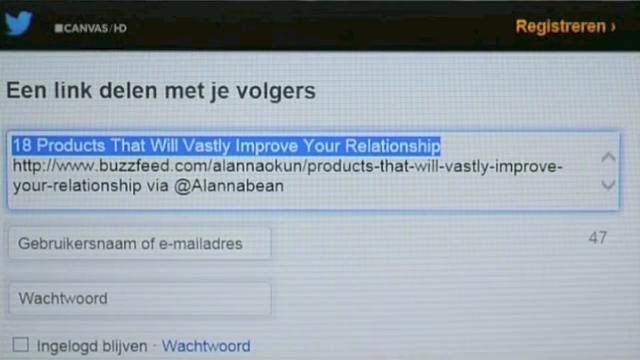 CANVAS/HD
Registreren ›
Een link delen met je volgers
18 Products That Will Vastly Improve Your Relationship
http://www.buzzfeed.com/alannaokun/products-that-will-vastly-improve-
your-relationship via @Alannabean
Gebruikersnaam of e-mailadres
47
Wachtwoord
Ingelogd blijven · Wachtwoord